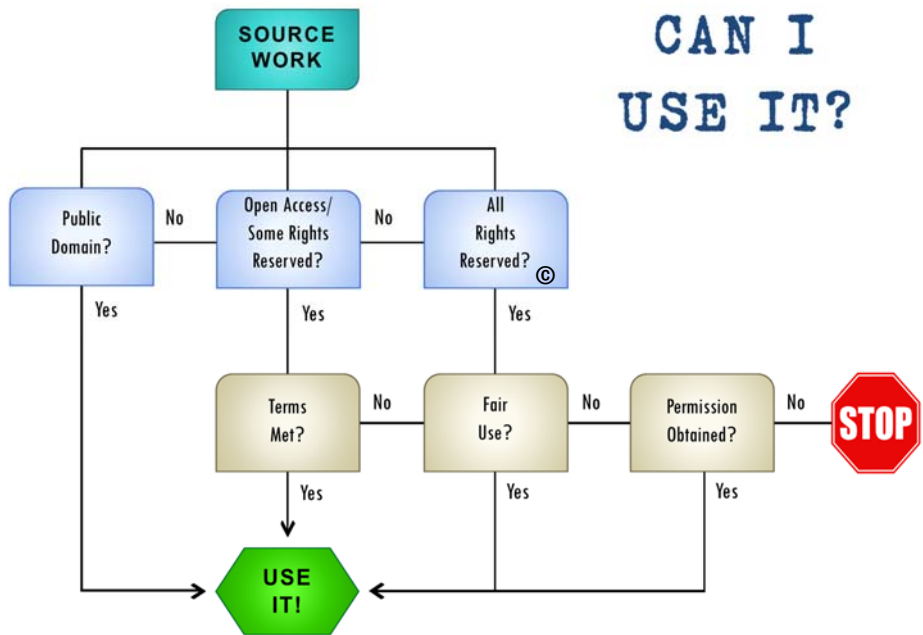 CAN I
USE IT?
SOURCE
WORK
Public
Domain?
No
Open Access/
Some Rights
Reserved?
No
All
Rights
Reserved?
©
Yes
Yes
Yes
Terms
Met?
No
Fair
Use?
No
Permission
Obtained?
No
STOP
Yes
Yes
Yes
USE
IT!